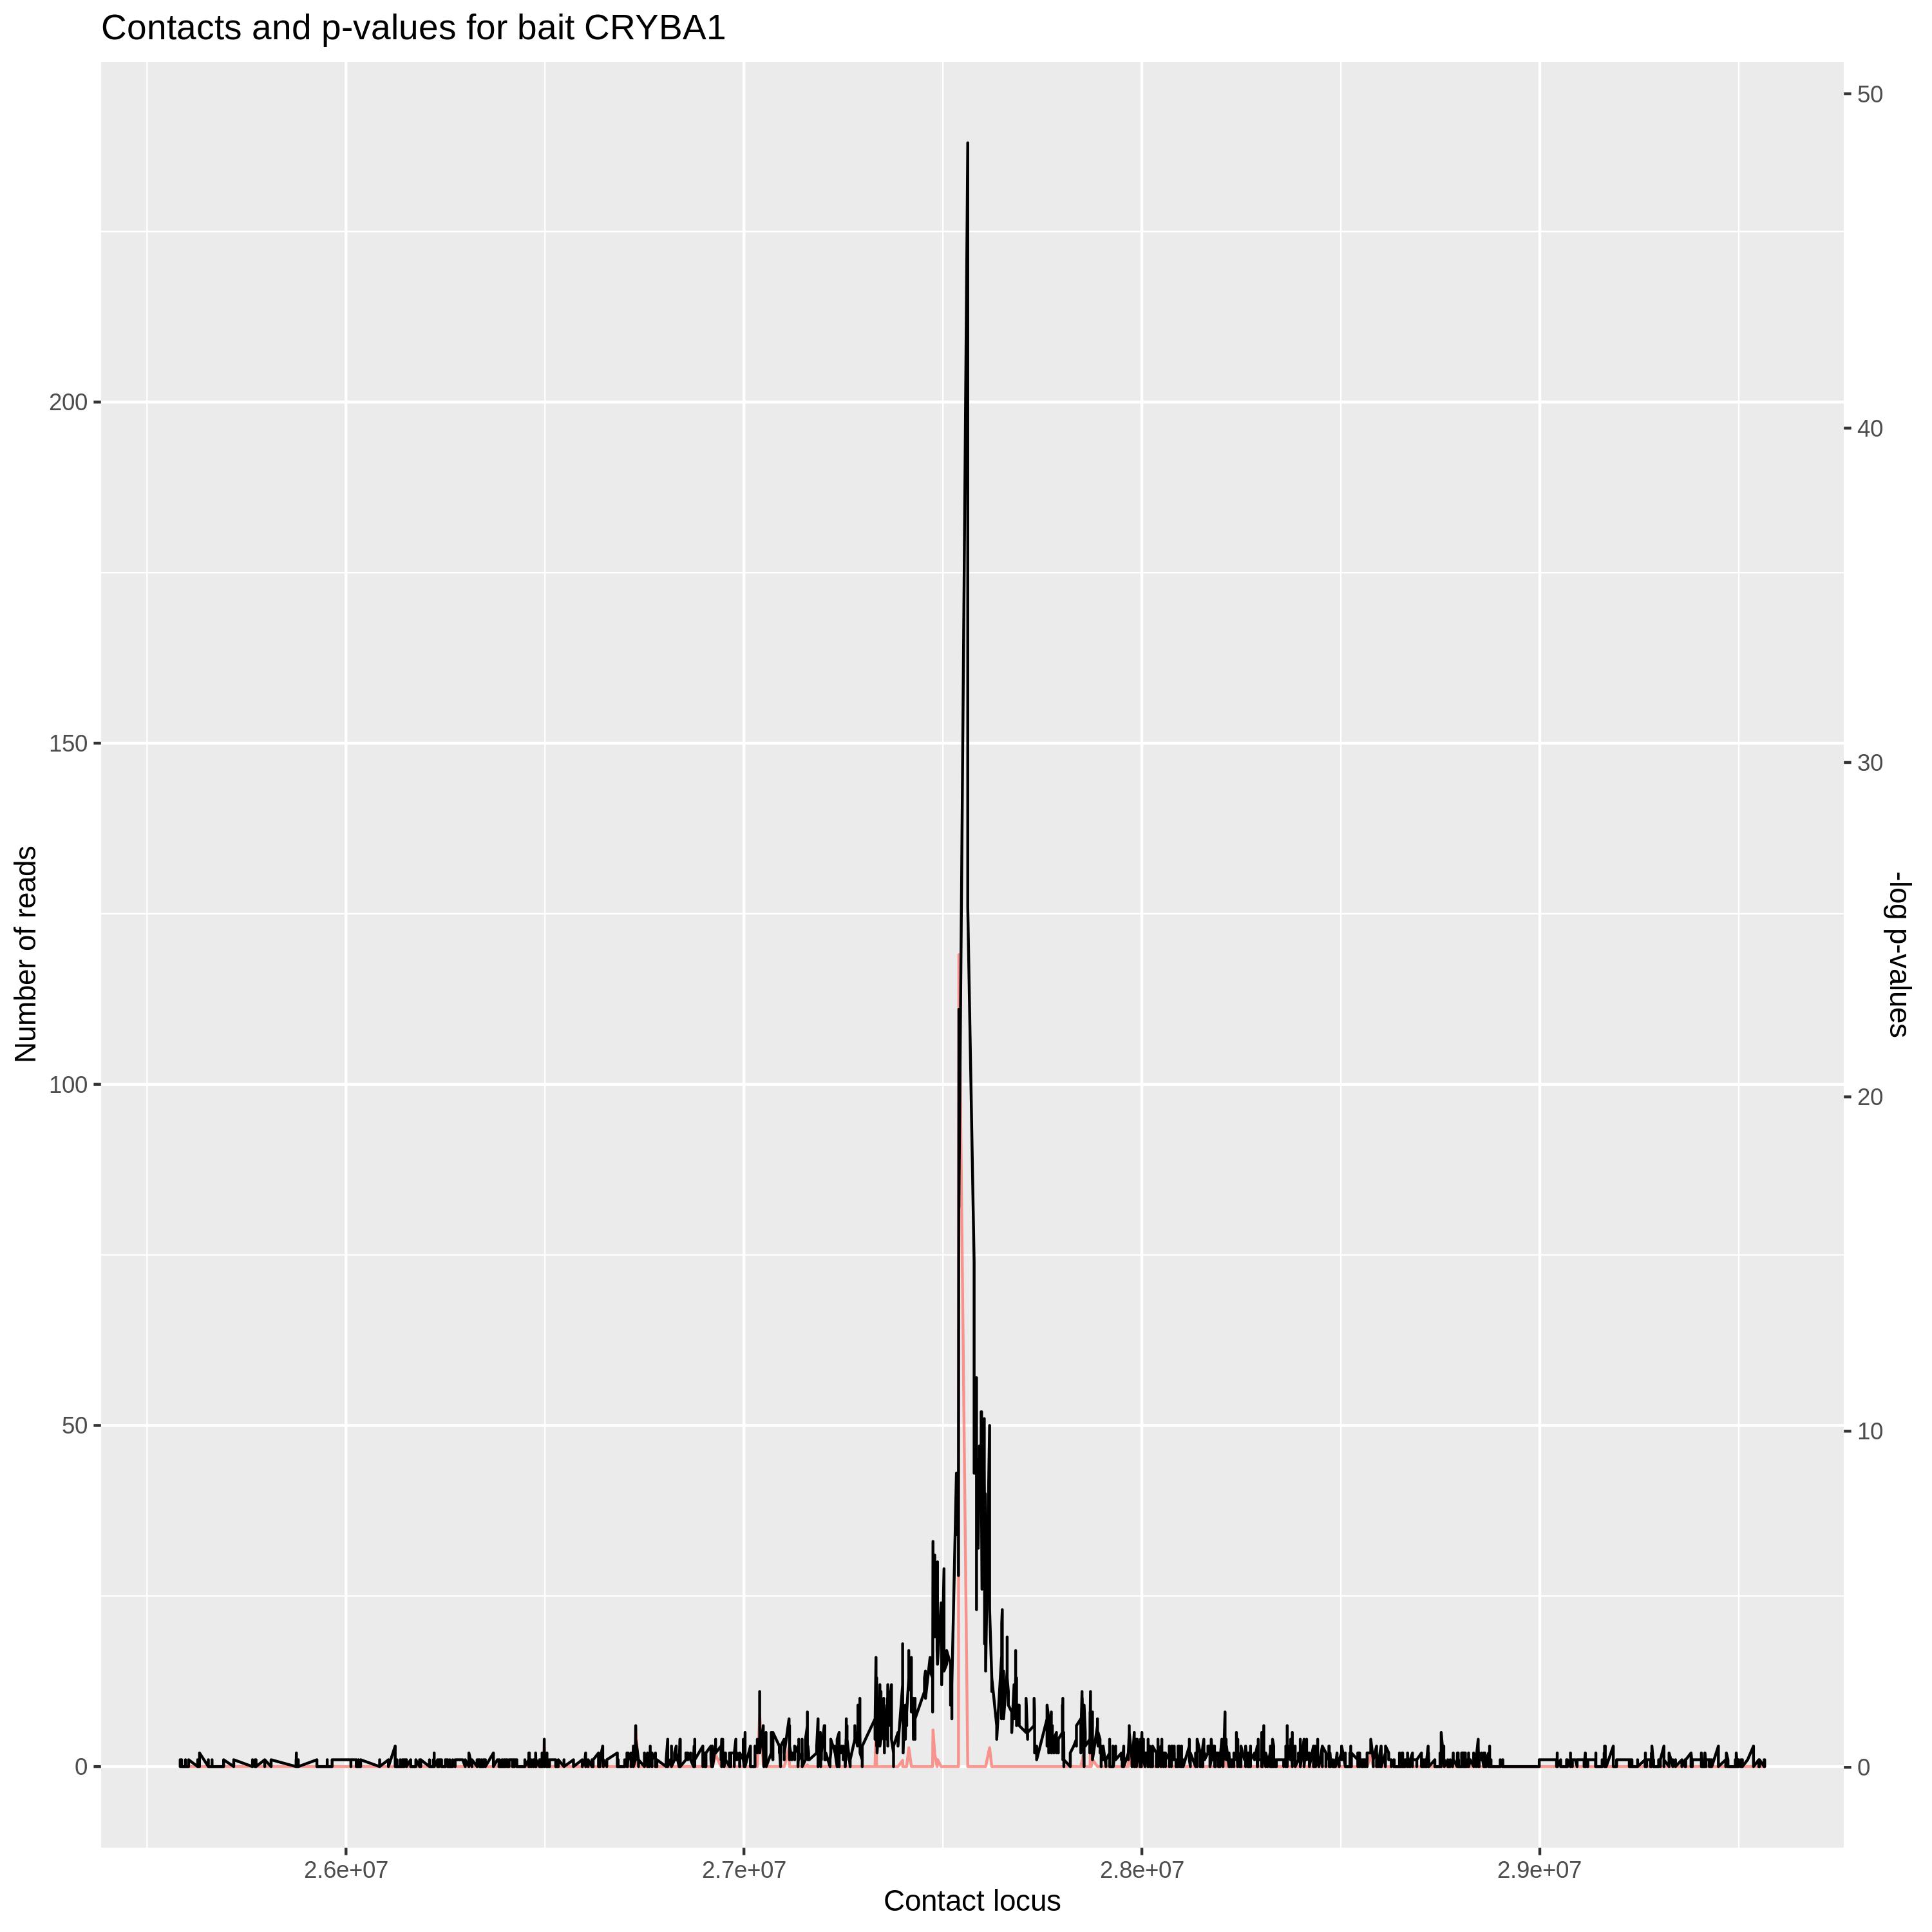 Contacts and p-values for bait CRYBA1
Number of reads
200
150
100
50
0
50
40
30
20
10
0
-log p-values
2.6e+07
2.7e+07
2.8e+07
2.9e+07
Contact locus